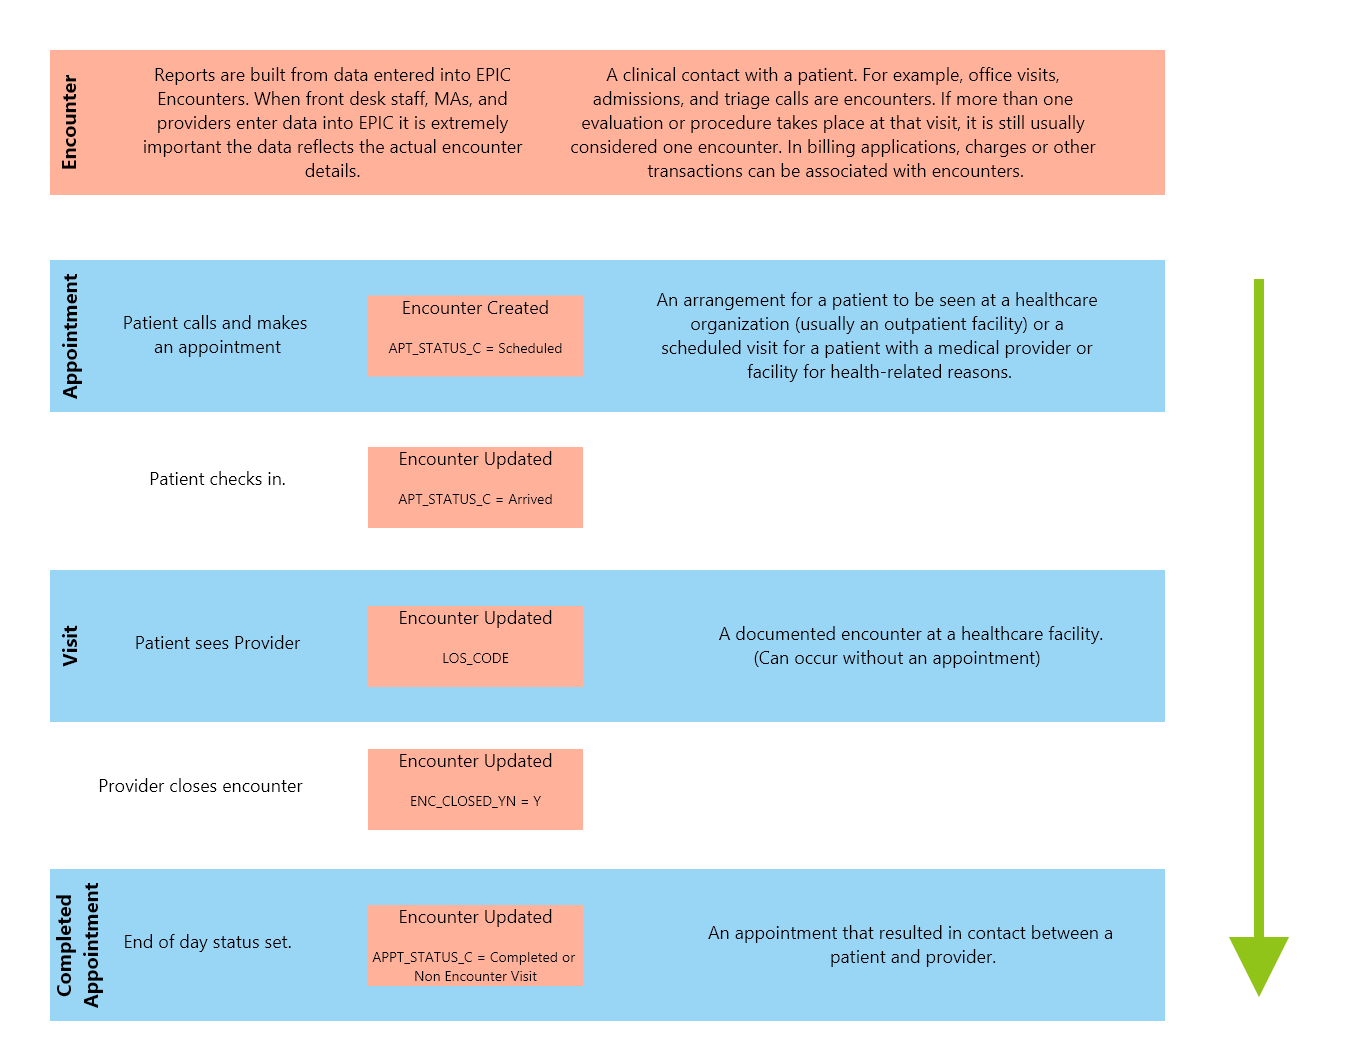 Encounter
Reports are built from data entered into EPIC
Encounters. When front desk staff, MAs, and
providers enter data into EPIC it is extremely
important the data reflects the actual encounter
details.
A clinical contact with a patient. For example, office visits,
admissions, and triage calls are encounters. If more than one
evaluation or procedure takes place at that visit, it is still usually
considered one encounter. In billing applications, charges or other
transactions can be associated with encounters.
Appointment
Patient calls and makes
an appointment
Encounter Created
APT_STATUS_C = Scheduled
An arrangement for a patient to be seen at a healthcare
organization (usually an outpatient facility) or a
scheduled visit for a patient with a medical provider or
facility for health-related reasons.
Patient checks in.
Encounter Updated
APT_STATUS_C = Arrived
Visit
Patient sees Provider
Encounter Updated
LOS_CODE
A documented encounter at a healthcare facility.
(Can occur without an appointment)
Provider closes encounter
Encounter Updated
ENC_CLOSED_YN = Y
Completed
Appointment
End of day status set.
Encounter Updated
APPT_STATUS_C = Completed or
Non Encounter Visit
An appointment that resulted in contact between a
patient and provider.